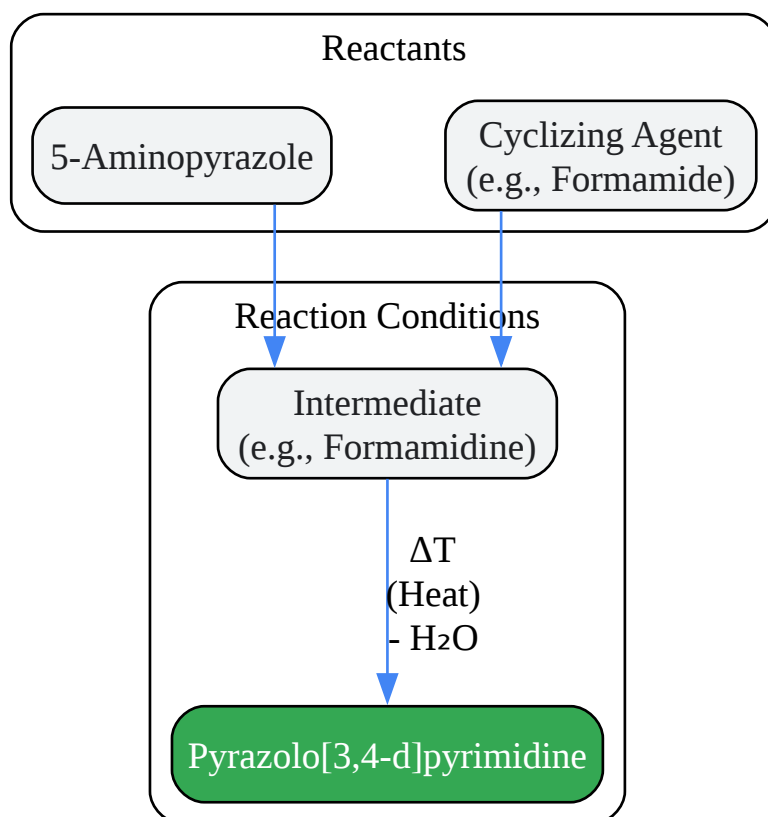 Reactants
5-Aminopyrazole
Cyclizing Agent
(e.g., Formamide)
Reaction Conditions
Intermediate
(e.g., Formamidine)
ΔT
(Heat)
- H₂O
Pyrazolo[3,4-d]pyrimidine